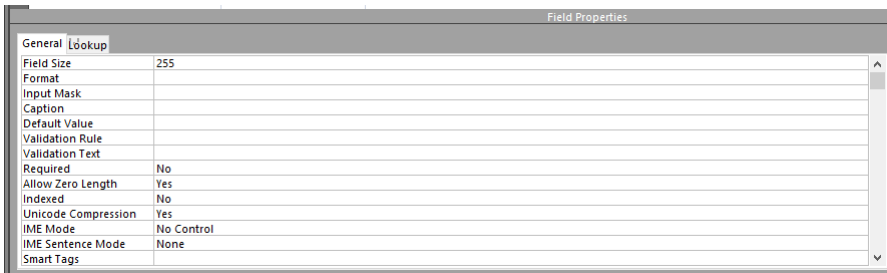 Field Properties
General Lookup
Field Size 255
Format
Input Mask
Caption
Default Value
Validation Rule
Validation Text
Required No
Allow Zero Length Yes
Indexed No
Unicode Compression Yes
IME Mode No Control
IME Sentence Mode None
Smart Tags